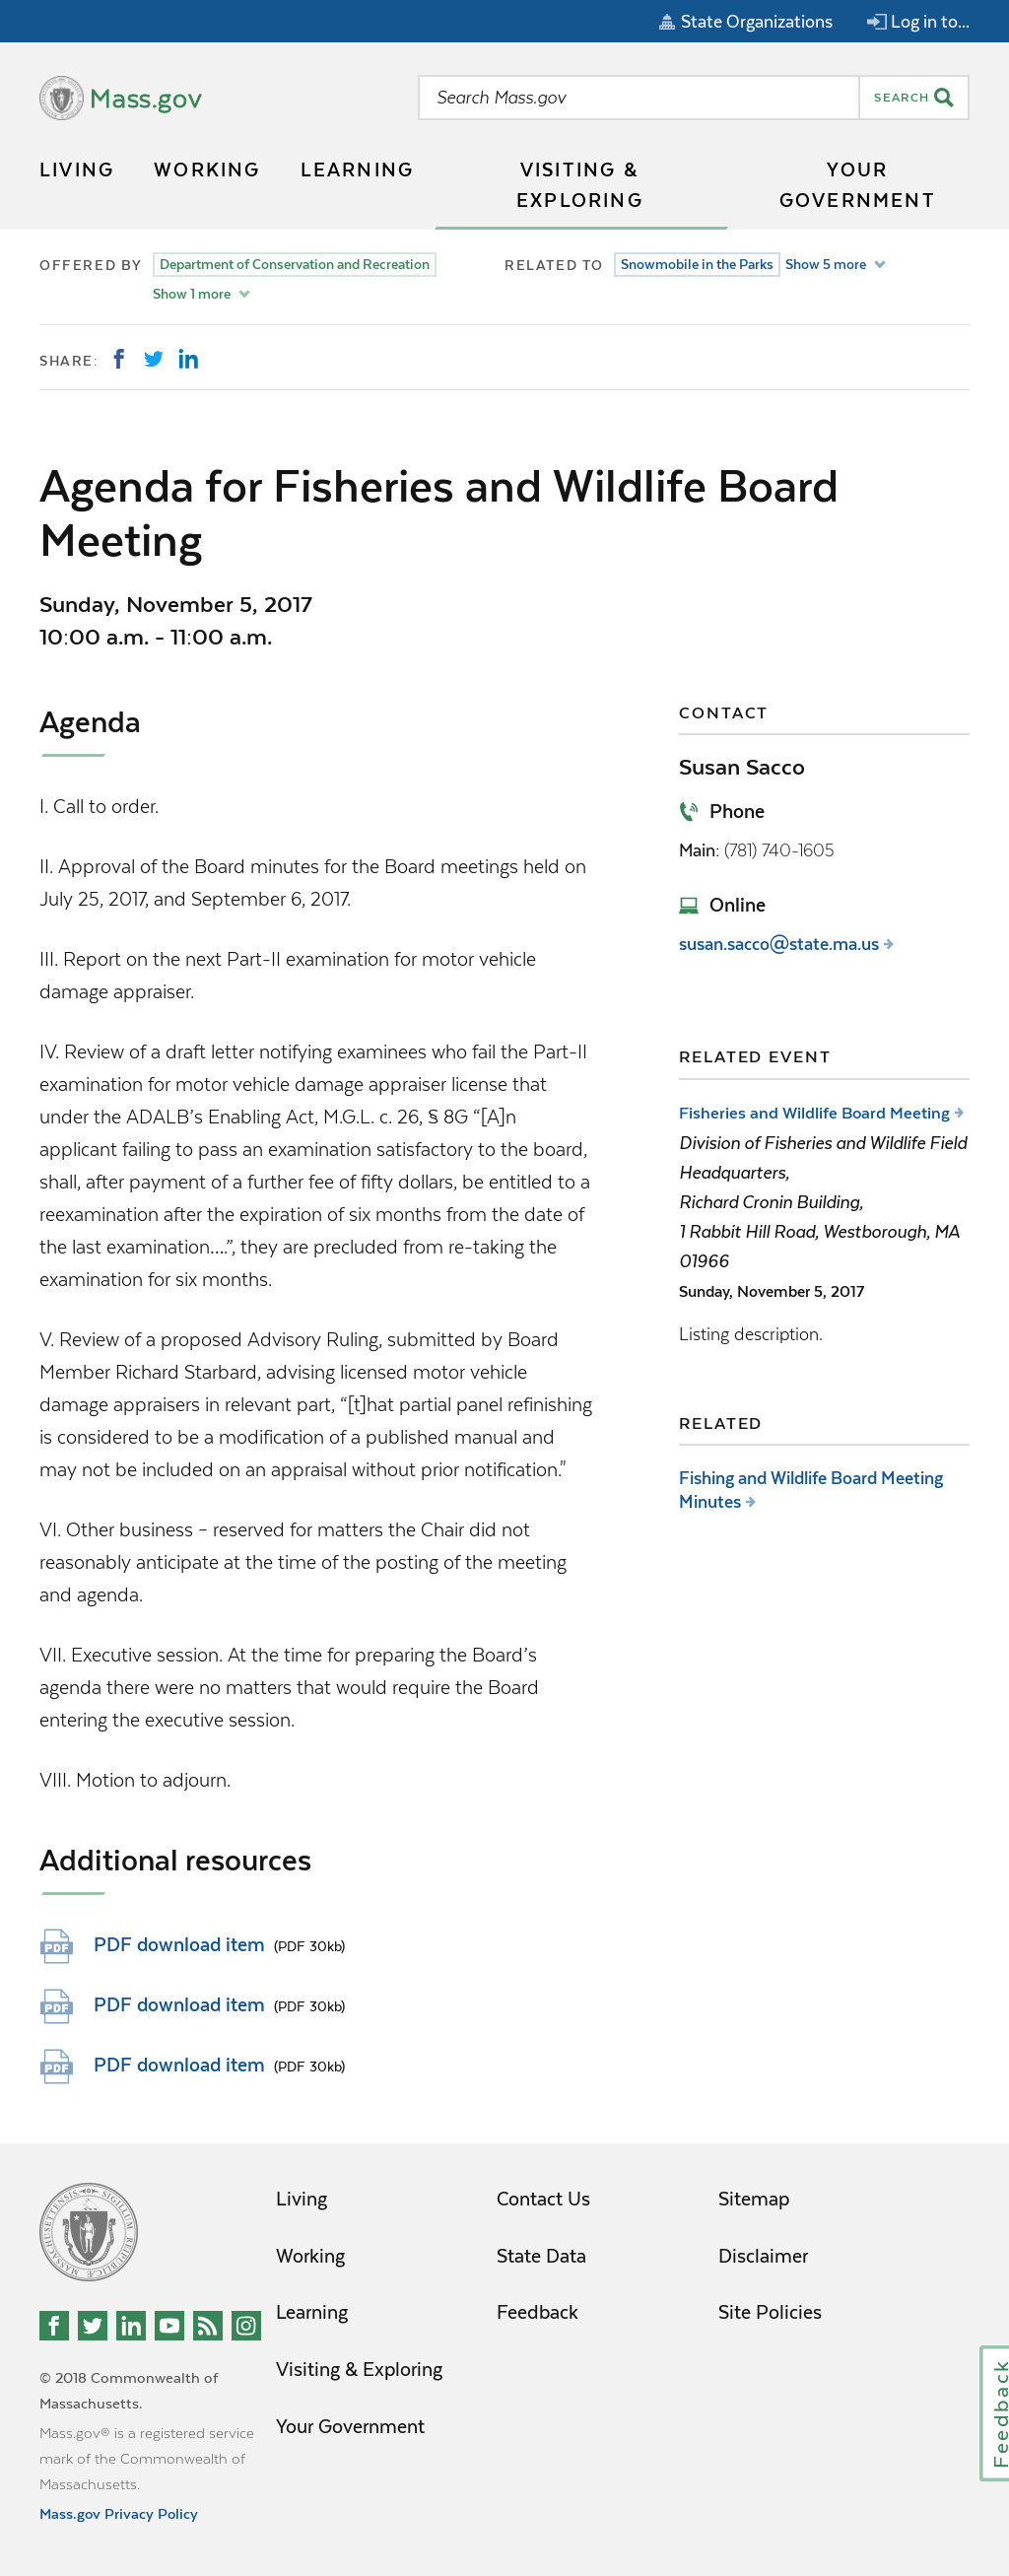 State Organizations
Log in to...
Mass.gov
Search Mass.gov
SEARCH
LIVING
WORKING
LEARNING
VISITING &
EXPLORING
YOUR
GOVERNMENT
OFFERED BY
Department of Conservation and Recreation
Show 1 more
RELATED TO
Snowmobile in the Parks
Show 5 more
SHARE:
Agenda for Fisheries and Wildlife Board
Meeting
Sunday, November 5, 2017
10:00 a.m. - 11:00 a.m.
Agenda
I. Call to order.
II. Approval of the Board minutes for the Board meetings held on
July 25, 2017, and September 6, 2017.
III. Report on the next Part-II examination for motor vehicle
damage appraiser.
IV. Review of a draft letter notifying examinees who fail the Part-II
examination for motor vehicle damage appraiser license that
under the ADALB’s Enabling Act, M.G.L. c. 26, § 8G “[A]n
applicant failing to pass an examination satisfactory to the board,
shall, after payment of a further fee of fifty dollars, be entitled to a
reexamination after the expiration of six months from the date of
the last examination….”, they are precluded from re-taking the
examination for six months.
V. Review of a proposed Advisory Ruling, submitted by Board
Member Richard Starbard, advising licensed motor vehicle
damage appraisers in relevant part, “[t]hat partial panel refinishing
is considered to be a modification of a published manual and
may not be included on an appraisal without prior notification."
VI. Other business – reserved for matters the Chair did not
reasonably anticipate at the time of the posting of the meeting
and agenda.
VII. Executive session. At the time for preparing the Board’s
agenda there were no matters that would require the Board
entering the executive session.
VIII. Motion to adjourn.
Additional resources
PDF
PDF download item (PDF 30kb)
PDF
PDF download item (PDF 30kb)
PDF
PDF download item (PDF 30kb)
CONTACT
Susan Sacco
Phone
Main: (781) 740-1605
Online
susan.sacco@state.ma.us
RELATED EVENT
Fisheries and Wildlife Board Meeting
Division of Fisheries and Wildlife Field
Headquarters,
Richard Cronin Building,
1 Rabbit Hill Road, Westborough, MA
01966
Sunday, November 5, 2017
Listing description.
RELATED
Fishing and Wildlife Board Meeting
Minutes
Living
Working
Learning
Visiting & Exploring
Your Government
Contact Us
State Data
Feedback
Sitemap
Disclaimer
Site Policies
© 2018 Commonwealth of
Massachusetts.
Mass.gov® is a registered service
mark of the Commonwealth of
Massachusetts.
Mass.gov Privacy Policy
Feedback